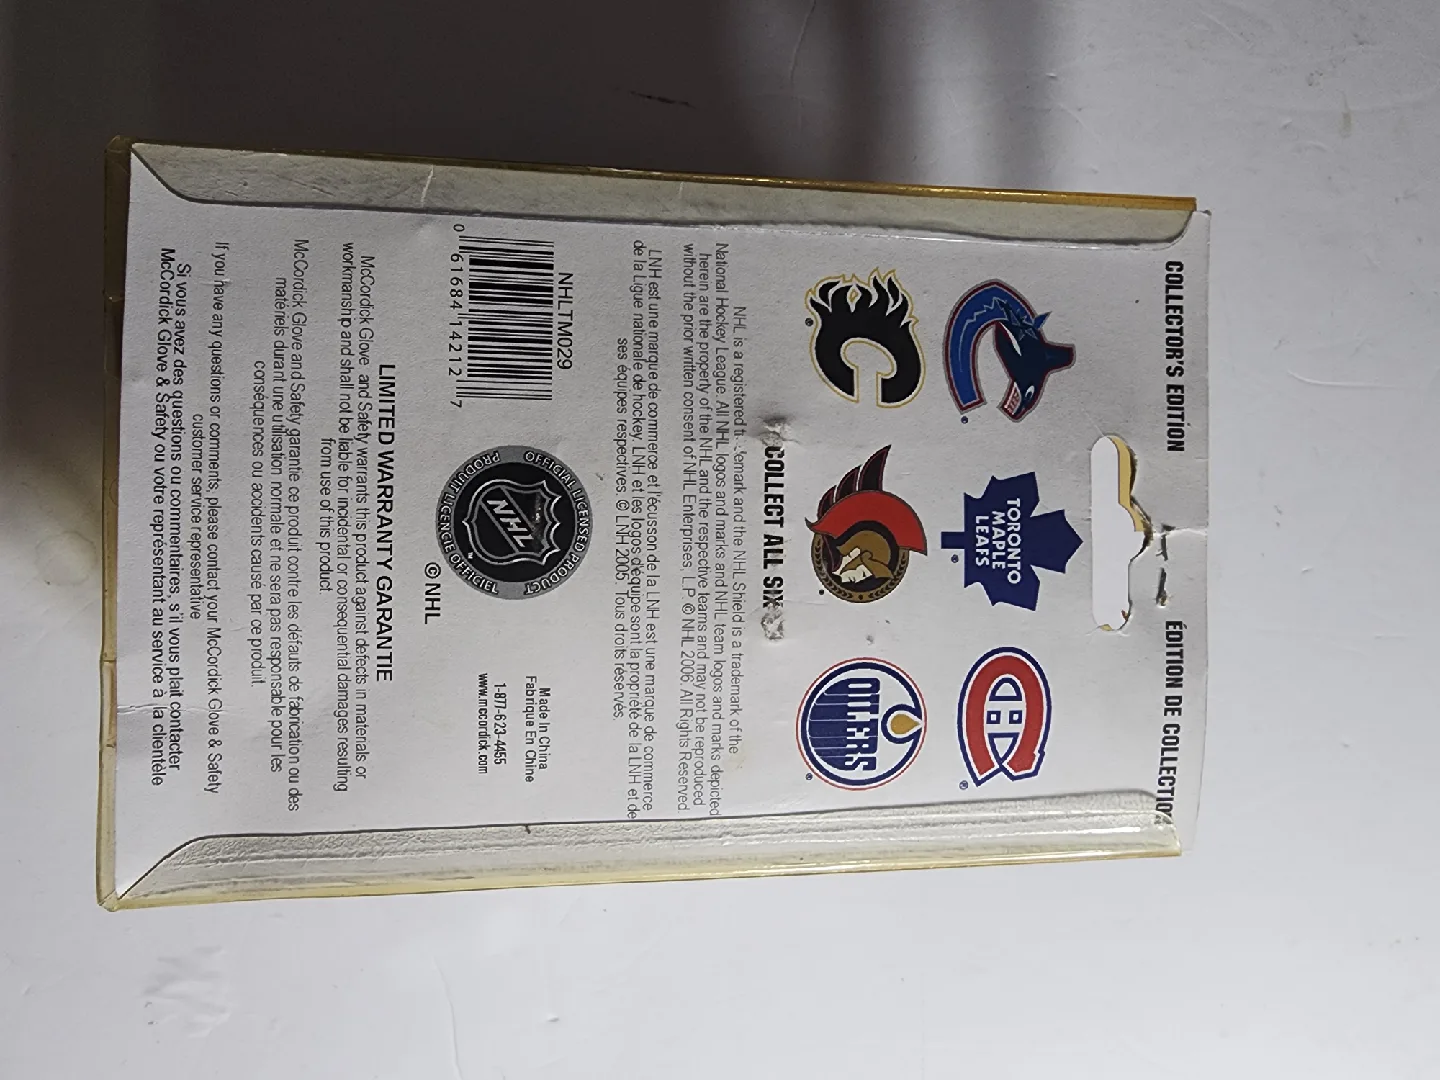 COLLECTOR'S EDITION
ÉDITION DE COLLECTIO
TORONTO
MAPLE
LEAFS
OILERS
COLLECT ALL SIX
NHL is a registered trademark and the NHL Shield is a trademark of the
National Hockey League. All NHL logos and marks and NHL team logos and marks depicted
herein are the property of the NHL and the respective teams and may not be reproduced
without the prior written consent of NHL Enterprises, L.P. © NHL 2006. All Rights Reserved.
LNH est une marque de commerce et l'écusson de la LNH est une marque de commerce
de la Ligue nationale de hockey. LNH et les logos d'équipe sont la propriété de la LNH et de
ses équipes respectives. © LNH 2005. Tous droits réservés.
NHLTM029
0 61684 14212 7
OFFICIAL LICENSED PRODUCT
NHL
PRODUIT LICENCIÉ OFFICIEL
© NHL
Made in China
Fabrique En Chine
1-877-623-4455
www.mccordick.com
LIMITED WARRANTY GARANTIE
McCordick Glove and Safety warrants this product against defects in materials or
workmanship and shall not be liable for incidental or consequential damages resulting
from use of this product
McCordick Glove and Safety garantie ce produit contre les défauts de fabrication ou des
matériels durant une utilisation normale et ne sera pas responsable pour les
conséquences ou accidents cause par ce produit.
If you have any questions or comments, please contact your McCordick Glove & Safety
customer service representative
Si vous avez des questions ou commentaires, s'il vous plait contacter
McCordick Glove & Safety ou votre représentant au service à la clientèle